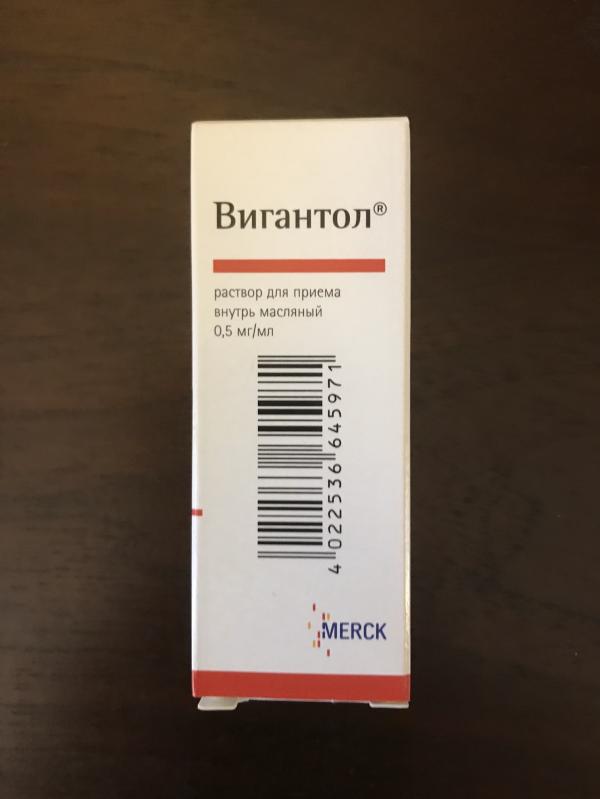 Вигантол®
раствор для приема
внутрь масляный
0,5 мг/мл
4 022536 645971
MERCK